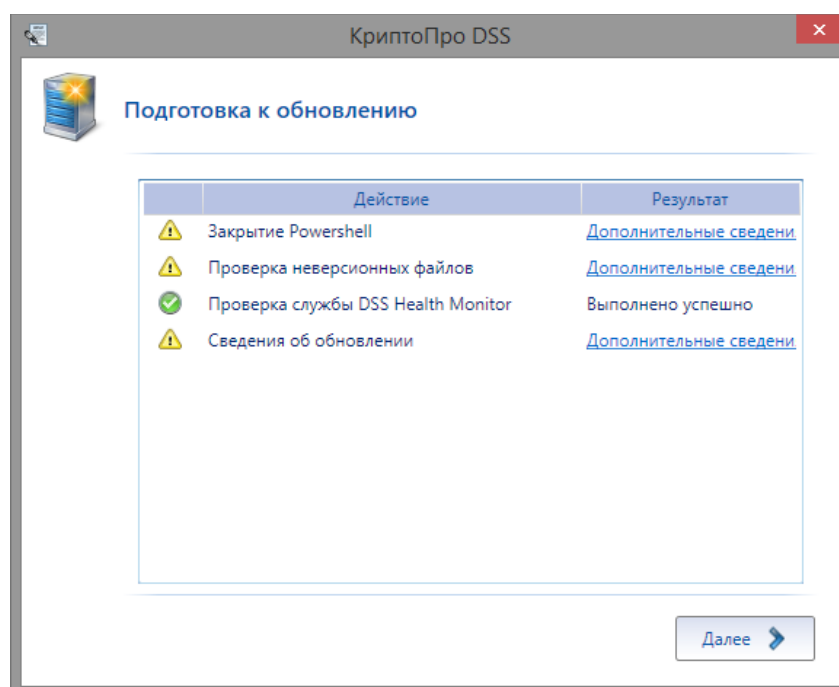 КриптоПро DSS
Подготовка к обновлению
Действие Результат
Закрытие Powershell Дополнительные сведени
Проверка неверсионных файлов Дополнительные сведени
Проверка службы DSS Health Monitor Выполнено успешно
Сведения об обновлении Дополнительные сведени
Далее